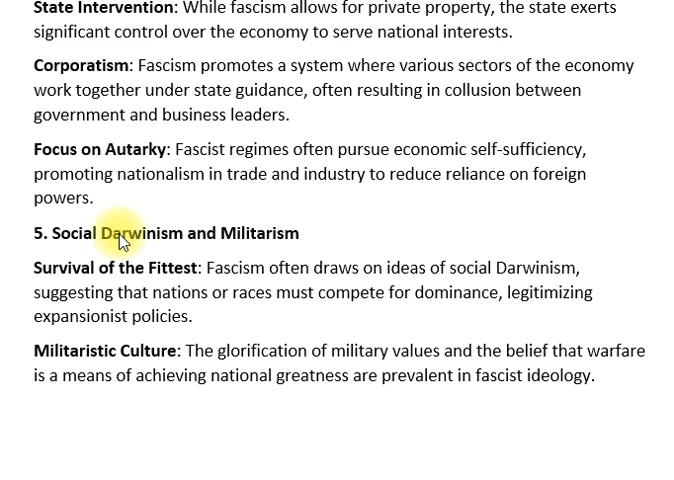 State Intervention: While fascism allows for private property, the state exerts
significant control over the economy to serve national interests.
Corporatism: Fascism promotes a system where various sectors of the economy
work together under state guidance, often resulting in collusion between
government and business leaders.
Focus on Autarky: Fascist regimes often pursue economic self-sufficiency,
promoting nationalism in trade and industry to reduce reliance on foreign
powers.
5. Social Darwinism and Militarism
Survival of the Fittest: Fascism often draws on ideas of social Darwinism,
suggesting that nations or races must compete for dominance, legitimizing
expansionist policies.
Militaristic Culture: The glorification of military values and the belief that warfare
is a means of achieving national greatness are prevalent in fascist ideology.